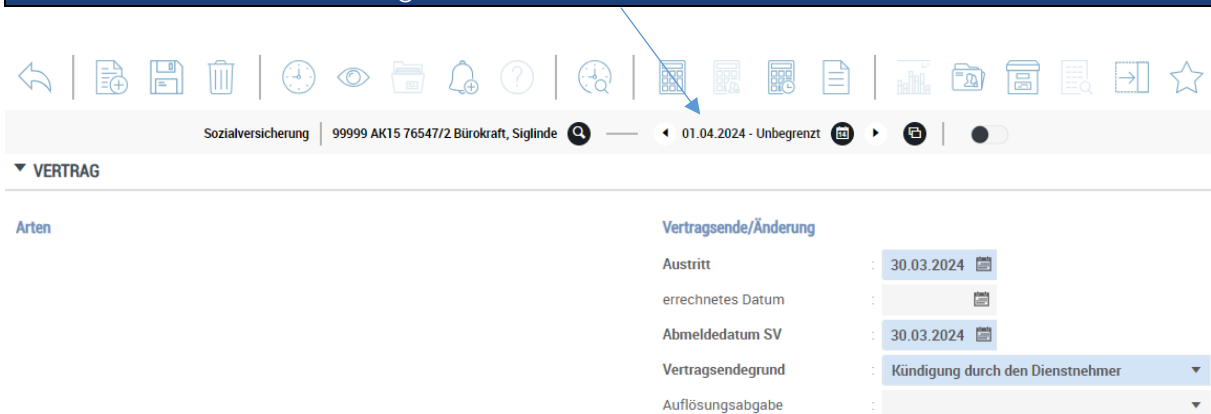 Sozialversicherung 99999 AK15 76547/2 Bürokraft, Siglinde 01.04.2024 - Unbegrenzt
VERTRAG
Arten
Vertragsende/Änderung
Austritt : 30.03.2024
errechnetes Datum :
Abmeldedatum SV : 30.03.2024
Vertragsendegrund : Kündigung durch den Dienstnehmer
Auflösungsabgabe :